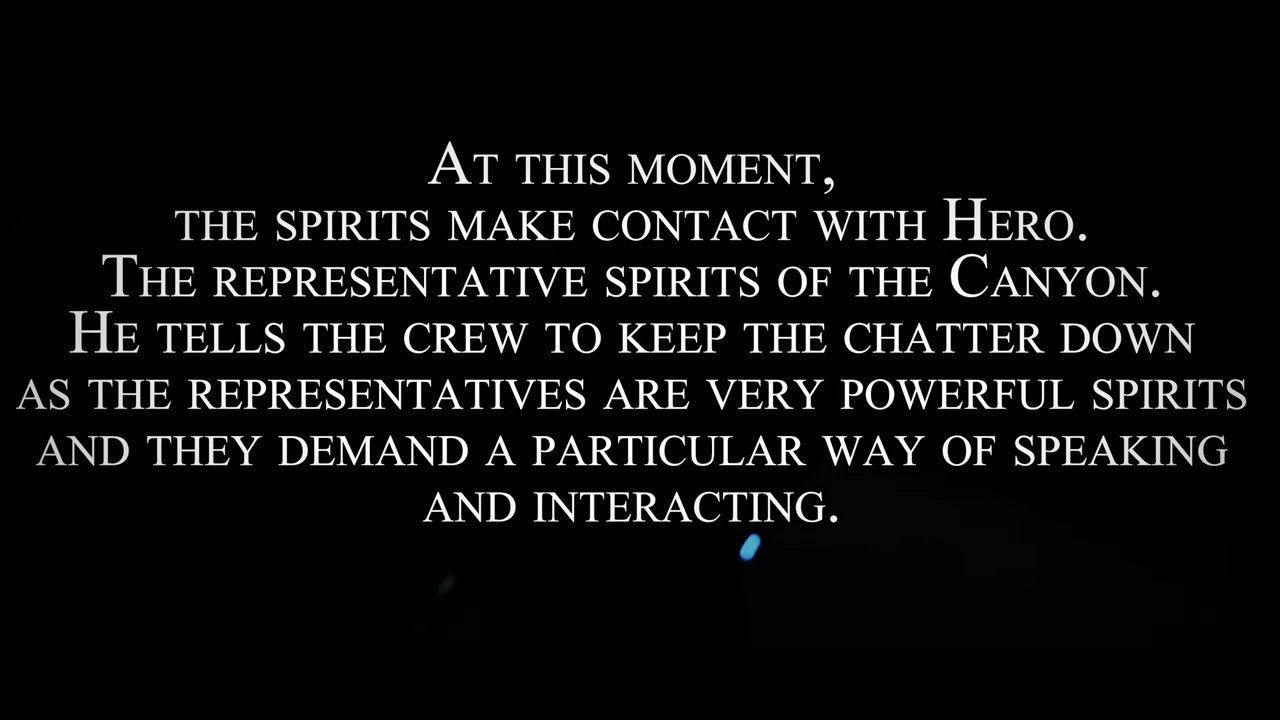 At this moment,
the spirits make contact with Hero.
The representative spirits of the Canyon.
He tells the crew to keep the chatter down
as the representatives are very powerful spirits
and they demand a particular way of speaking
and interacting.